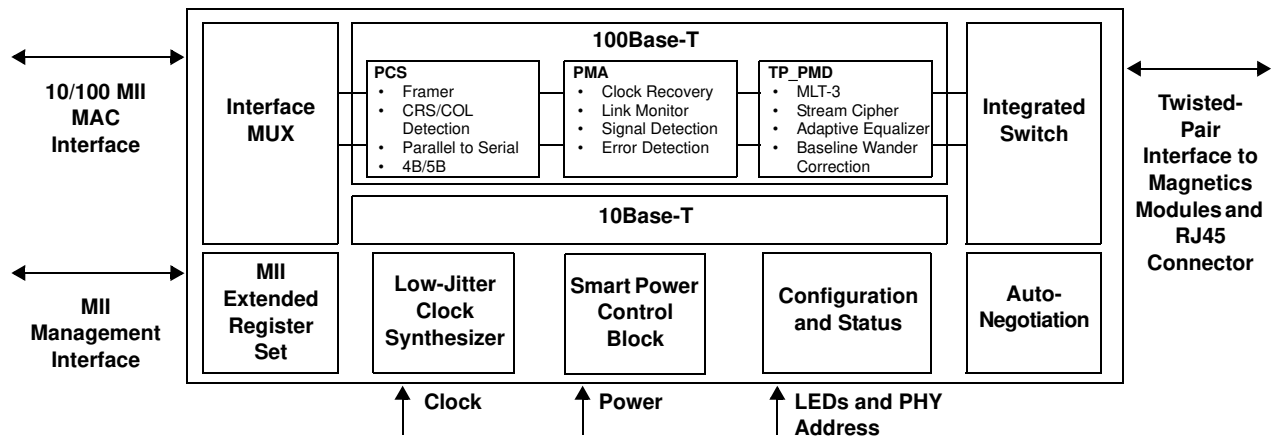 10/100 MII
MAC
Interface
MII
Management
Interface
Interface
MUX
100Base-T
PCS
• Framer
• CRS/COL
Detection
• Parallel to Serial
• 4B/5B
PMA
• Clock Recovery
• Link Monitor
• Signal Detection
• Error Detection
TP_PMD
• MLT-3
• Stream Cipher
• Adaptive Equalizer
• Baseline Wander
Correction
10Base-T
Integrated
Switch
MII
Extended
Register
Set
Low-Jitter
Clock
Synthesizer
Smart Power
Control
Block
Configuration
and Status
Auto-
Negotiation
Twisted-
Pair
Interface to
Magnetics
Modules and
RJ45
Connector
Clock
Power
LEDs and PHY
Address